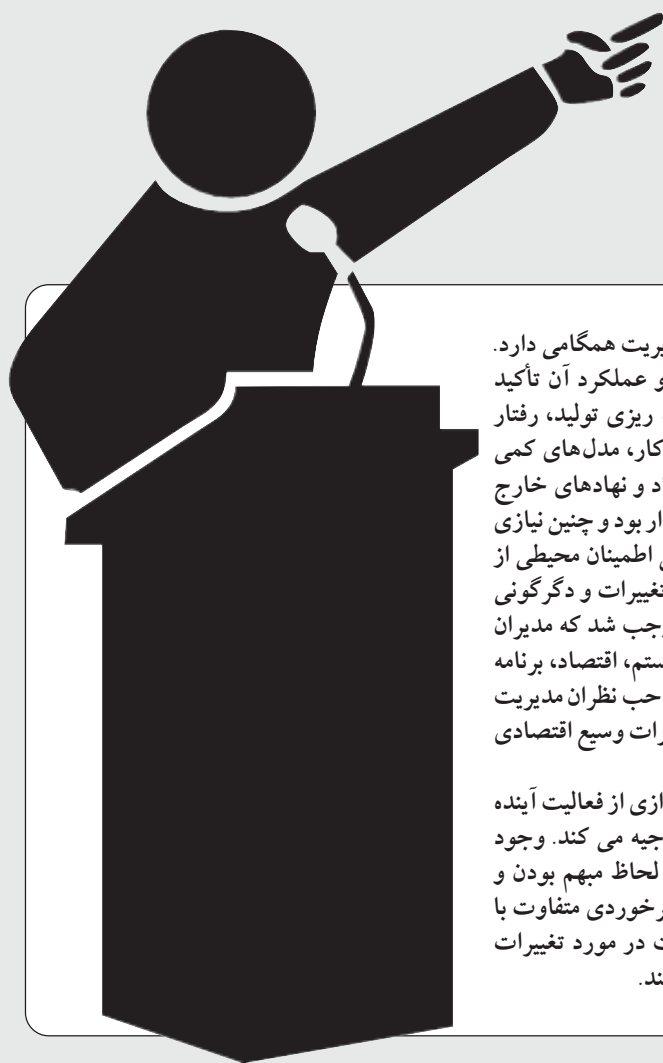 یریت همگامی دارد.
و عملکرد آن تأکید
ریزی تولید، رفتار
کار، مدل‌های کمی
اد و نهادهای خارج
ار بود و چنین نیازی
اطمینان محیطی از
تغییرات و دگرگونی
وجب شد که مدیران
ستم، اقتصاد، برنامه
حب نظران مدیریت
رات وسیع اقتصادی
ازی از فعالیت آینده
جیه می کند. وجود
لحاظ مبهم بودن و
رخوردی متفاوت با
ت در مورد تغییرات
ند.